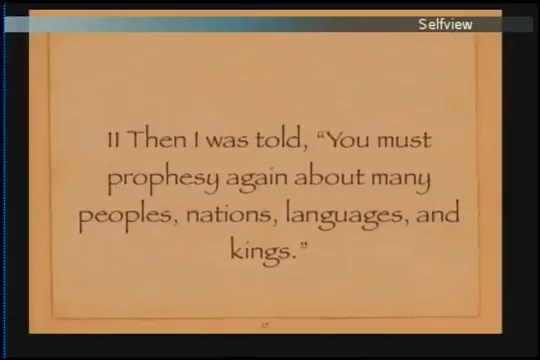 Selfview
11 Then I was told, “You must
prophesy again about many
peoples, nations, languages, and
kings.”